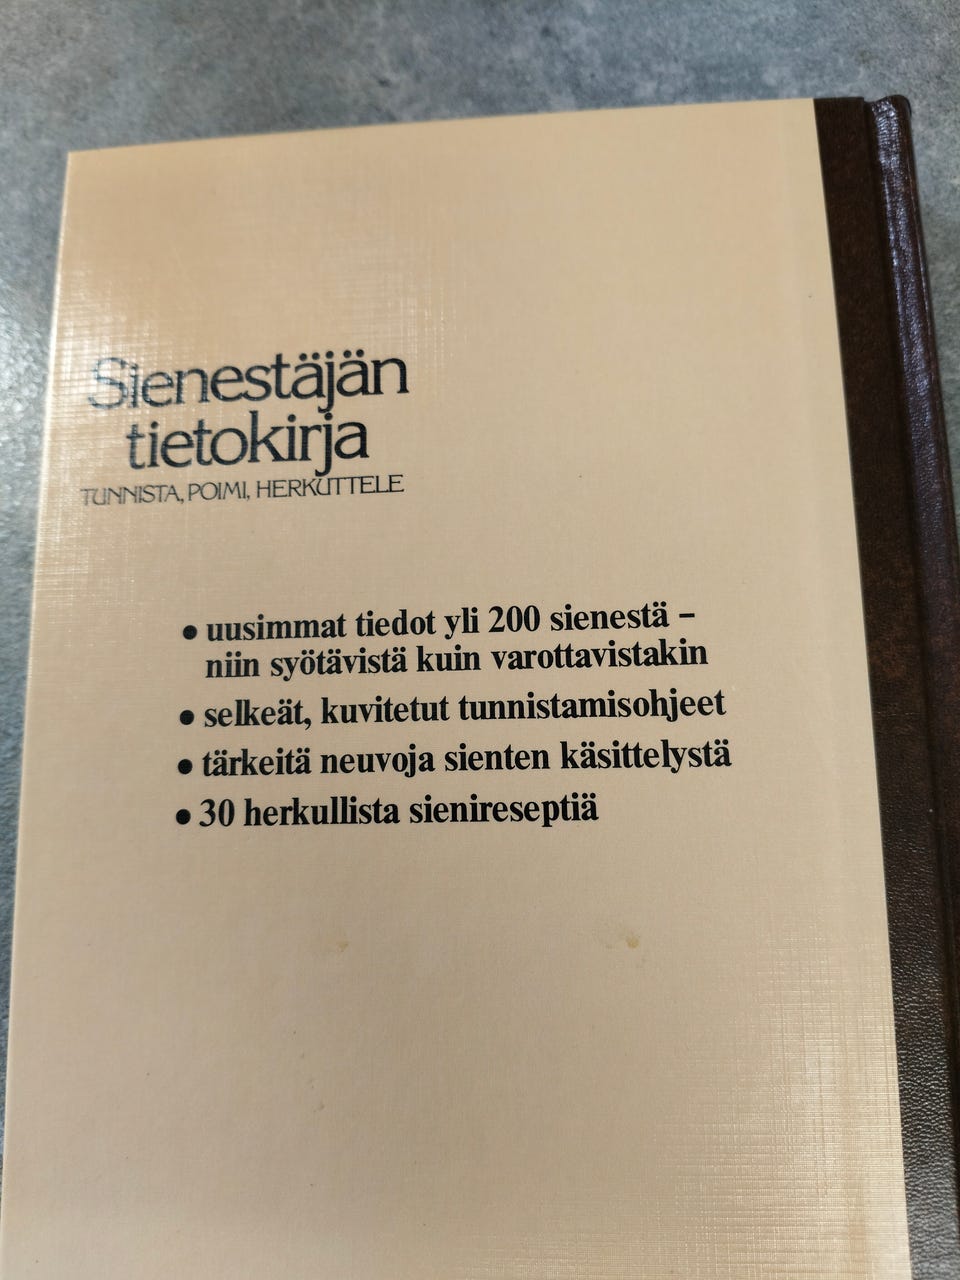 Sienestäjän
tietokirja
TUNNISTA, POIMI, HERKUTTELE
● uusimmat tiedot yli 200 sienestä –
niin syötävistä kuin varottavistakin
● selkeät, kuvitetut tunnistamisohjeet
● tärkeitä neuvoja sienten käsittelystä
● 30 herkullista sienireseptiä